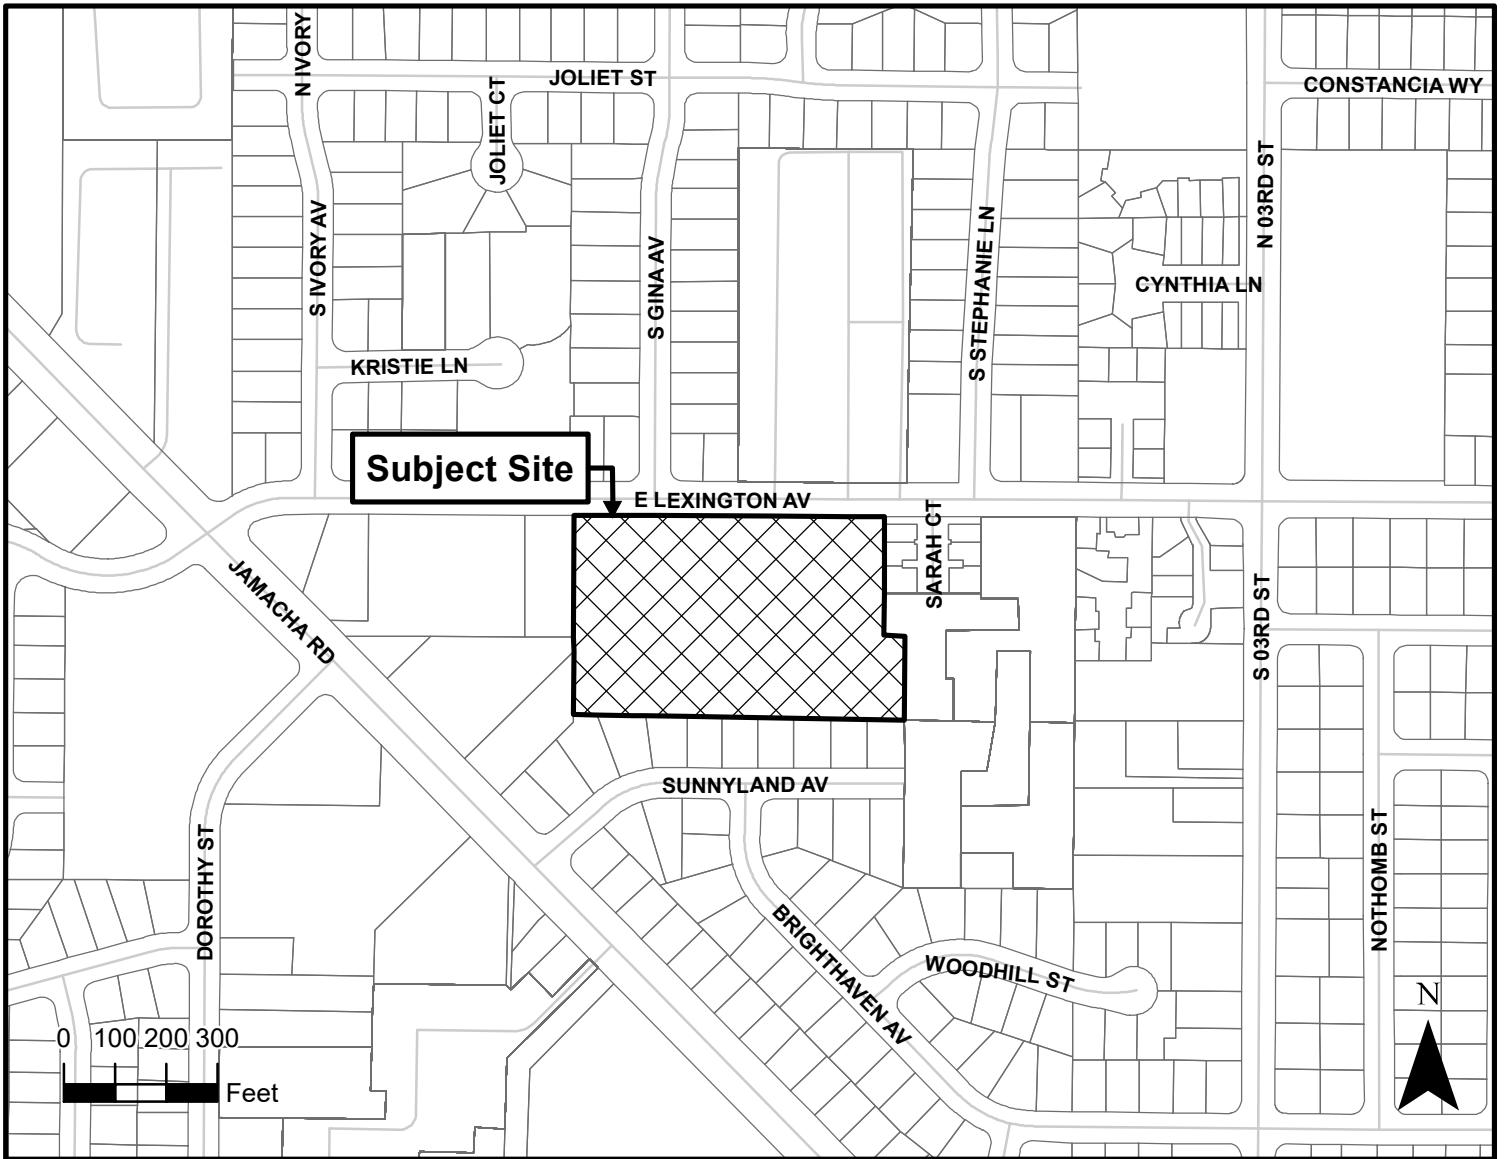 N IVORY
JOLIET ST
CONSTANCIA WY
JOLIET CT
N 03RD ST
S IVORY AV
S GINA AV
S STEPHANIE LN
CYNTHIA LN
KRISTIE LN
Subject Site
E LEXINGTON AV
SARAH CT
JAMACHA RD
S 03RD ST
SUNNYLAND AV
DOROTHY ST
NOTHOMB ST
BRIGHTHAVEN AV
WOODHILL ST
N
0 100 200 300
Feet